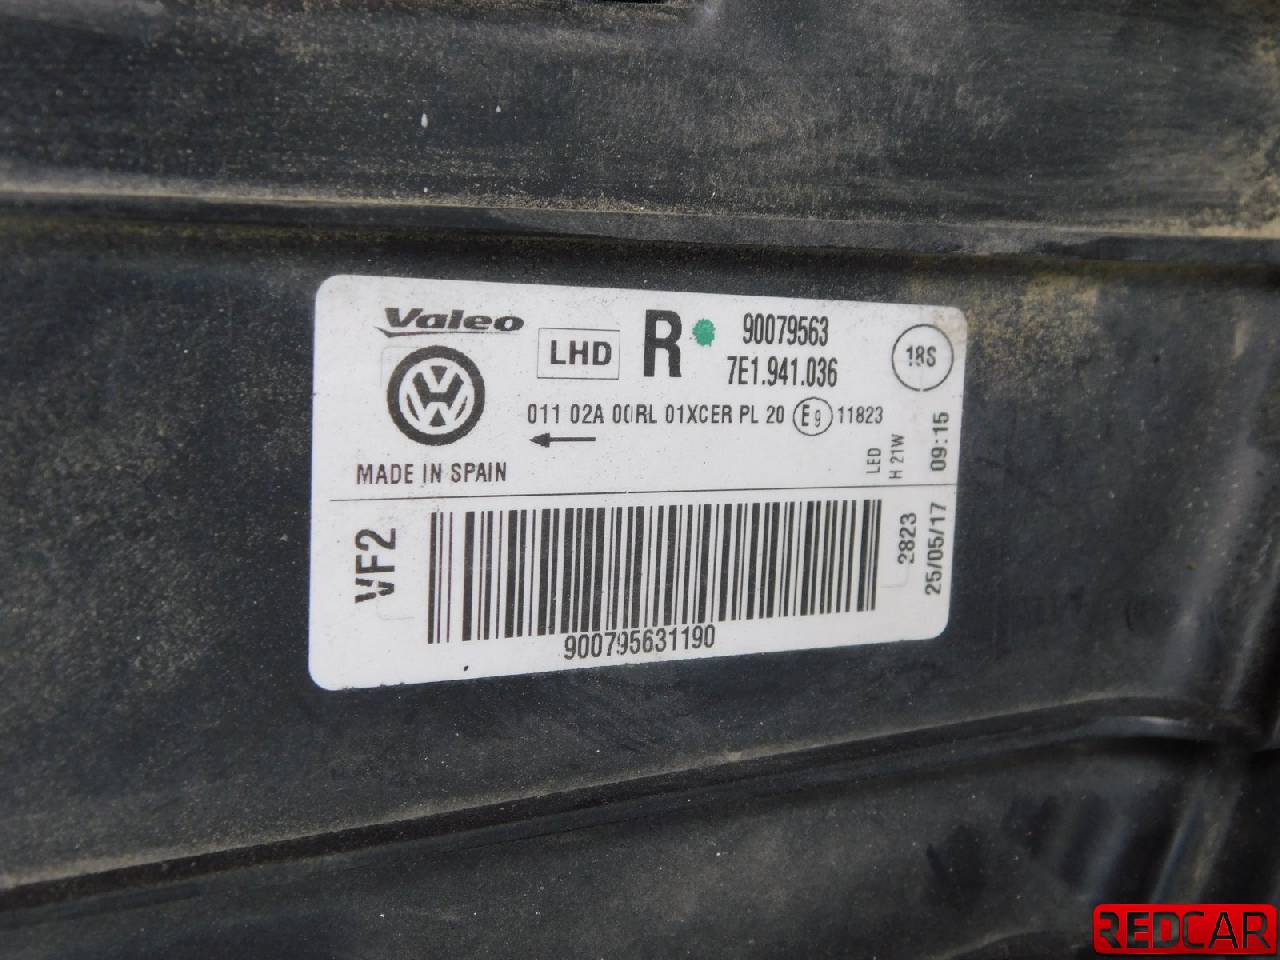 Valeo
LHD
R
90079563
7E1.941.036
18S
011 02A 00RL 01XCER PL 20 E9 11823
MADE IN SPAIN
LED
H 21W
09:15
VF2
2823
25/05/17
900795631190
REDCAR